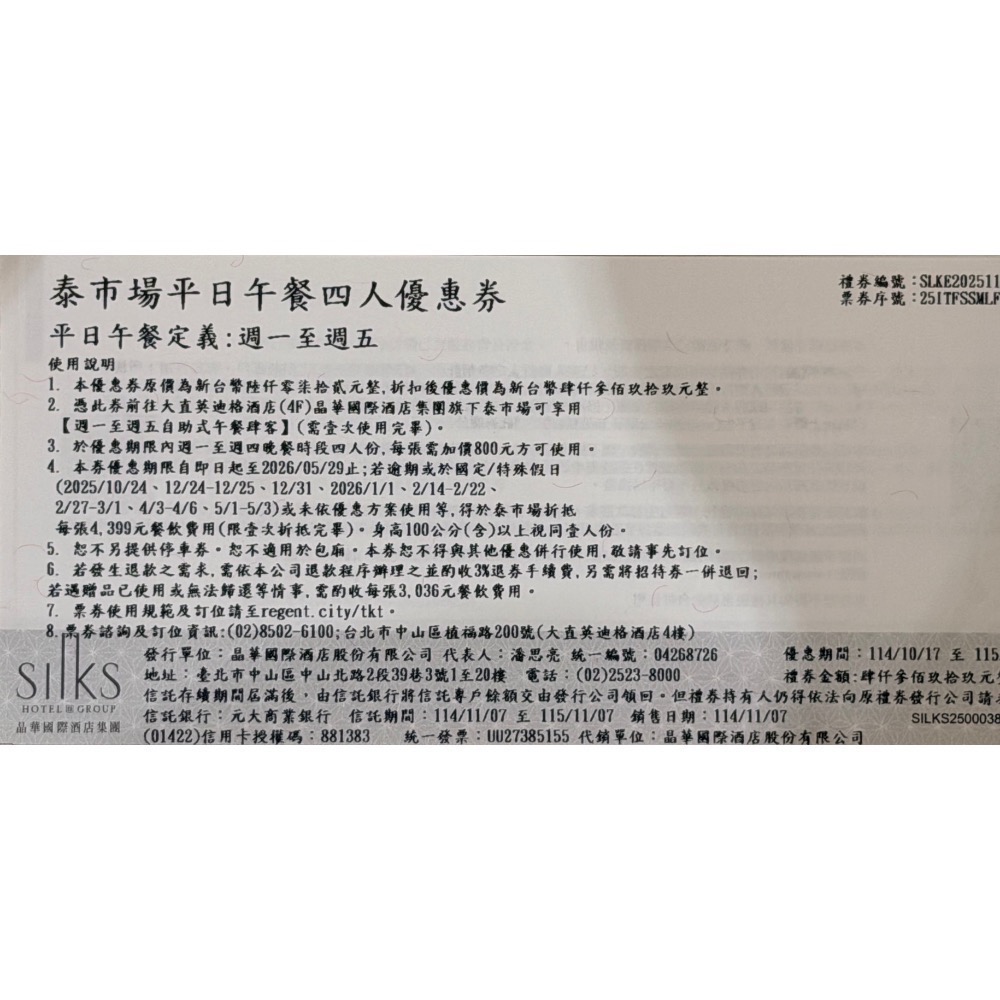 泰市場平日午餐四人優惠券
禮券編號：SLKE202511
票券序號：251TFSSMLF
平日午餐定義:週一至週五
使用說明
1. 本優惠券原價為新台幣陸仟零柒拾貳元整,折扣後優惠價為新台幣肆仟參佰玖拾玖元整。
2. 憑此券前往大直英迪格酒店(4F)晶華國際酒店集團旗下泰市場可享用
【週一至週五自助式午餐肆客】(需壹次使用完畢)。
3. 於優惠期限內週一至週四晚餐時段四人份,每張需加價800元方可使用。
4. 本券優惠期限自即日起至2026/05/29止;若逾期或於國定/特殊假日
(2025/10/24、12/24-12/25、12/31、2026/1/1、2/14-2/22、
2/27-3/1、4/3-4/6、5/1-5/3)或未依優惠方案使用等,得於泰市場折抵
每張4,399元餐飲費用(限壹次折抵完畢)。身高100公分(含)以上視同壹人份。
5. 恕不另提供停車券。恕不適用於包廂。本券恕不得與其他優惠併行使用,敬請事先訂位。
6. 若發生退款之需求,需依本公司退款程序辦理之並酌收3%退券手續費,另需將招待券一併退回;
若遇贈品已使用或無法歸還等情事,需酌收每張3,036元餐飲費用。
7. 票券使用規範及訂位請至regent.city/tkt。
8.票券諮詢及訂位資訊:(02)8502-6100;台北市中山區植福路200號(大直英迪格酒店4樓)
發行單位：晶華國際酒店股份有限公司 代表人：潘思亮 統一編號：04268726
優惠期間：114/10/17 至 115
地址：臺北市中山區中山北路2段39巷3號1至20樓 電話：(02)2523-8000
禮券金額:肆仟參佰玖拾玖元
信託存續期間屆滿後，由信託銀行將信託專戶餘額交由發行公司領回。但禮券持有人仍得依法向原禮券發行公司請
信託銀行：元大商業銀行 信託期間：114/11/07 至 115/11/07 銷售日期：114/11/07
SILKS2500038
(01422)信用卡授權碼：881383 統一發票：UU27385155 代銷單位：晶華國際酒店股份有限公司
silks
HOTEL GROUP
晶華國際酒店集團